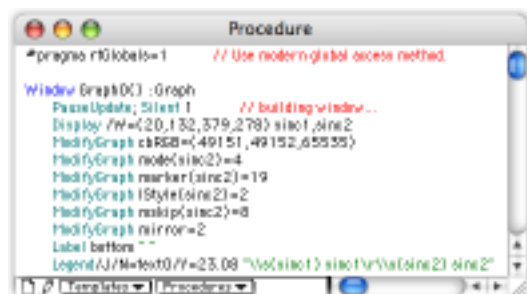 Procedure
#pragma rtGlobals=1 // Use modern global access method.
Window Graph0() : Graph
PauseUpdate; Silent 1 // building window...
Display /W=(20,132,379,278) sinc1,sinc2
ModifyGraph cbRGB=(49151,49152,65535)
ModifyGraph mode(sinc2)=4
ModifyGraph marker(sinc2)=19
ModifyGraph lStyle(sinc2)=2
ModifyGraph mskip(sinc2)=8
ModifyGraph mirror=2
Label bottom " "
Legend/J/N=text0/Y=23.08 "\\s(sinc1) sinc1\r\\s(sinc2) sinc2"
Templates Procedures